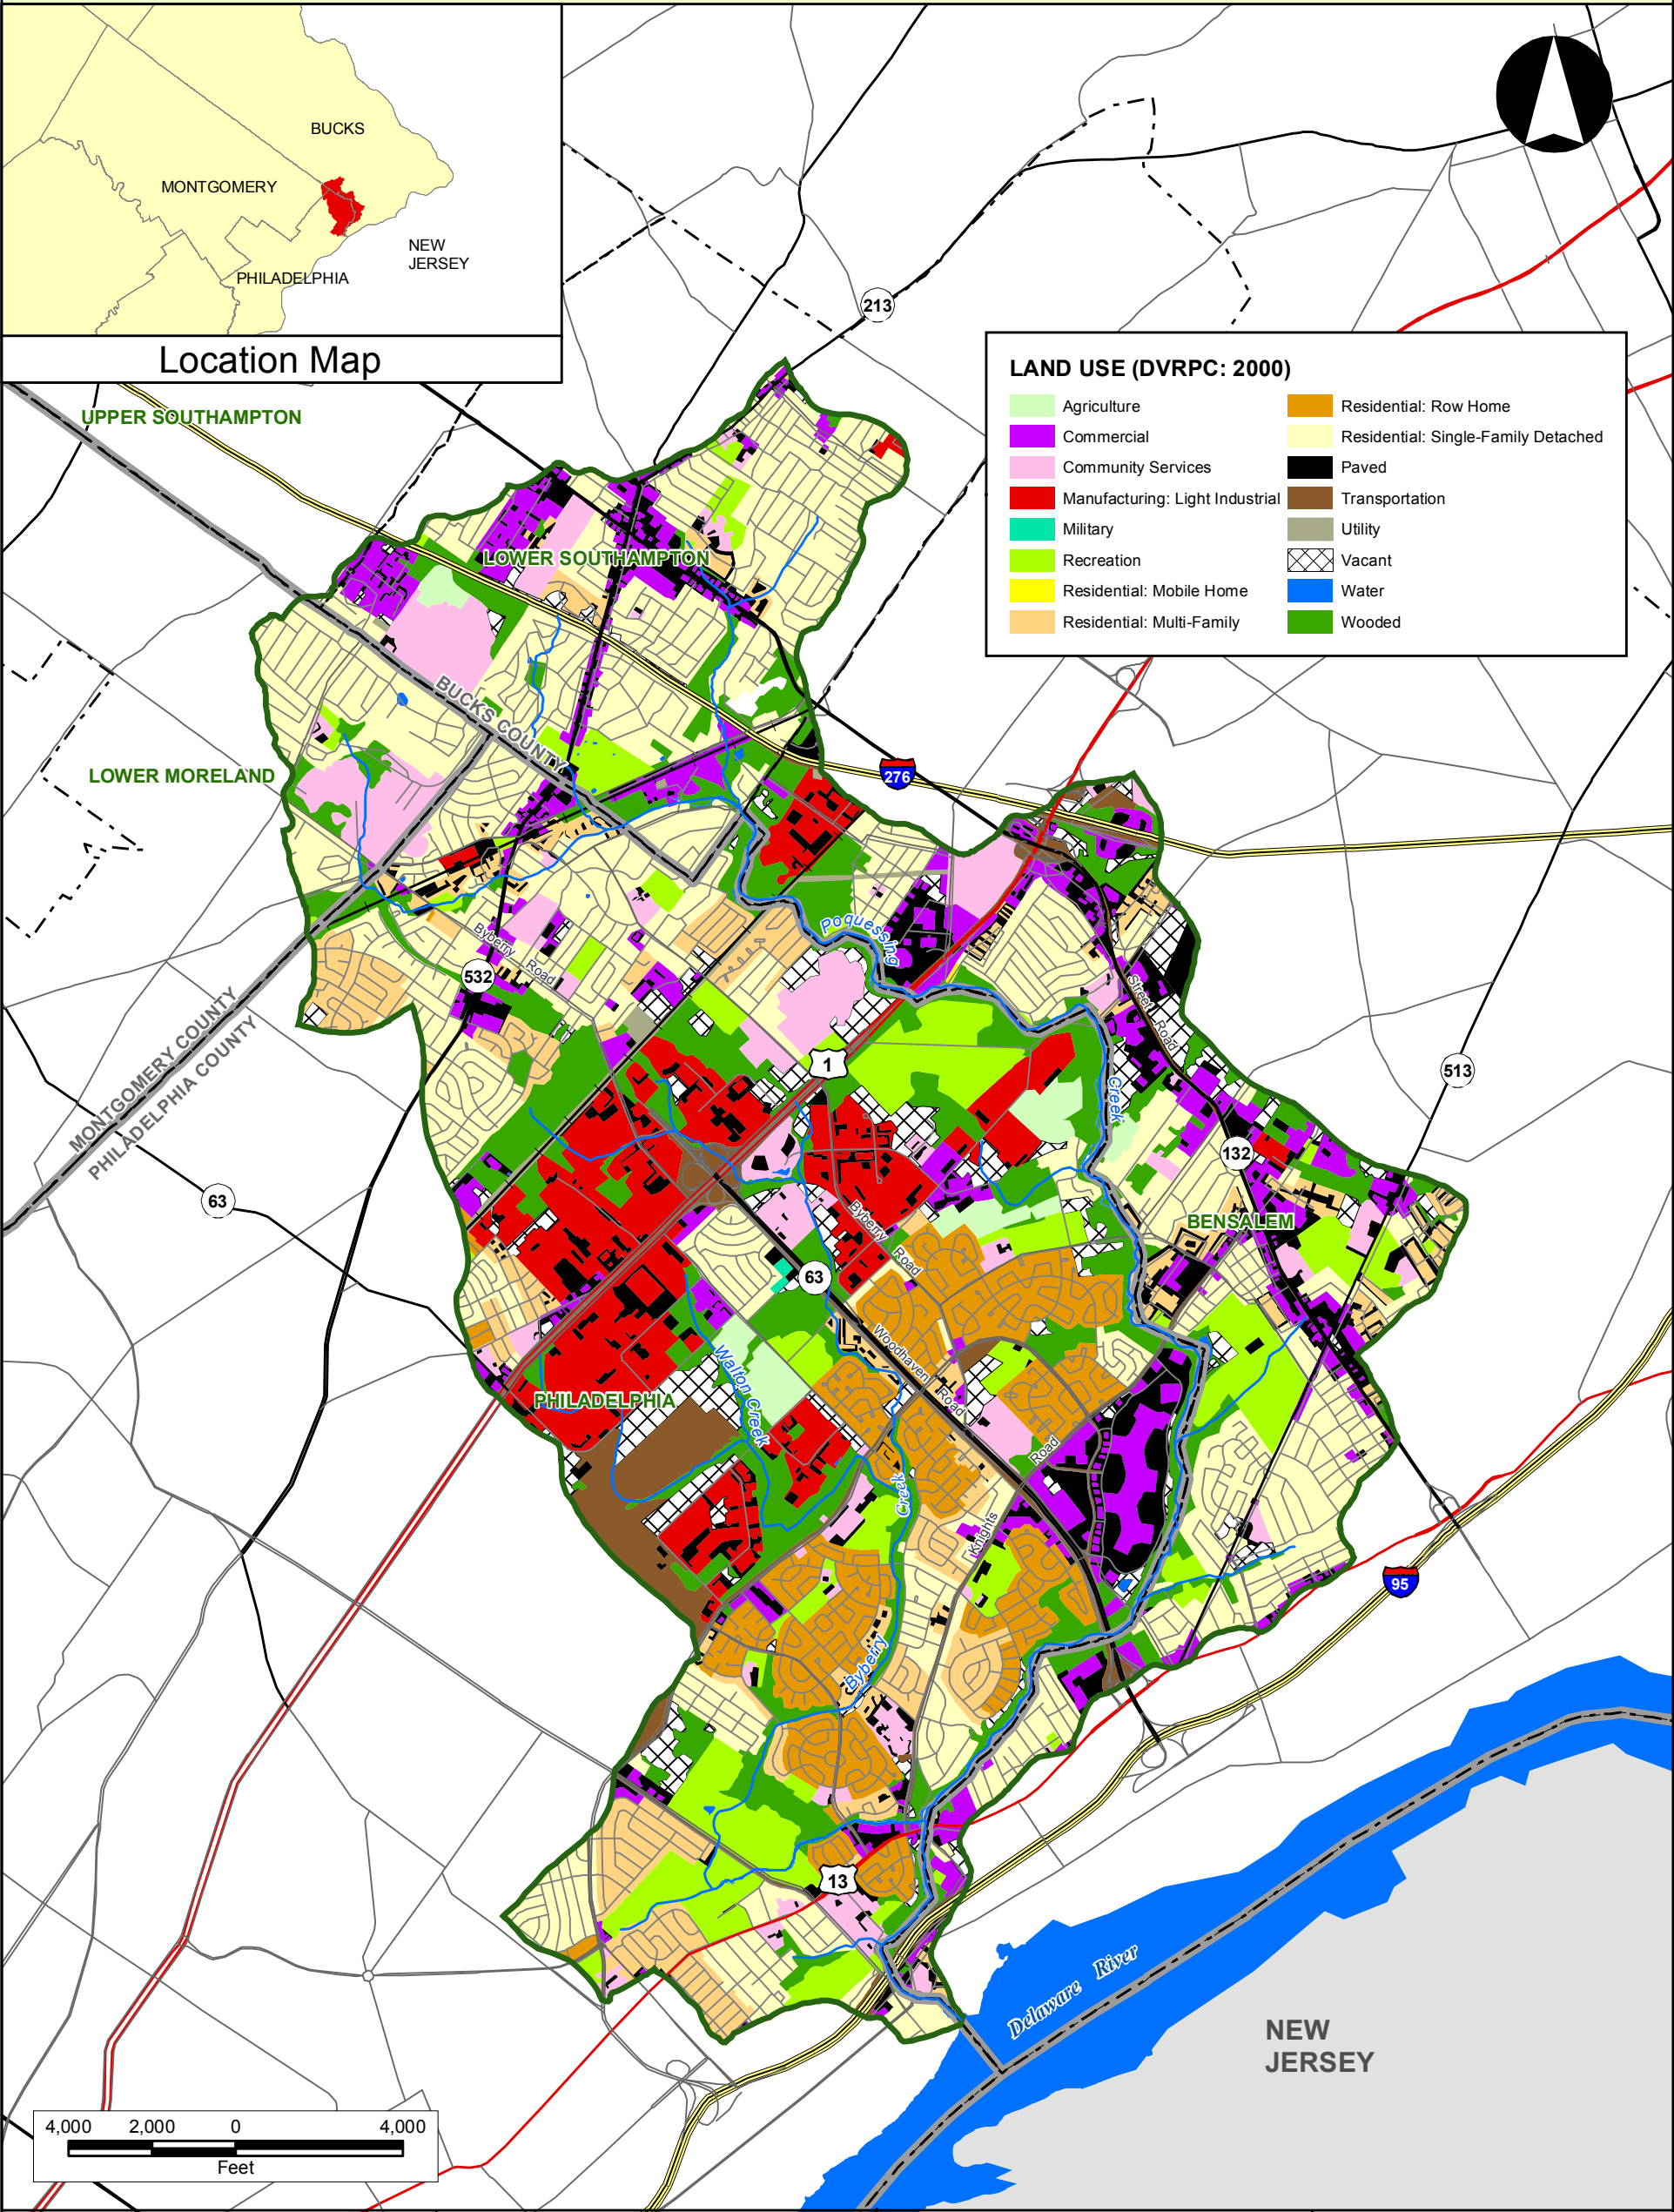 BUCKS
MONTGOMERY
NEW
JERSEY
PHILADELPHIA
Location Map
213
LAND USE (DVRPC: 2000)
Agriculture
Commercial
Community Services
Manufacturing: Light Industrial
Military
Recreation
Residential: Mobile Home
Residential: Multi-Family
Residential: Row Home
Residential: Single-Family Detached
Paved
Transportation
Utility
Vacant
Water
Wooded
UPPER SOUTHAMPTON
LOWER SOUTHAMPTON
BUCKS COUNTY
LOWER MORELAND
276
Poquessing
Creek
Byberry
Road
532
Street
Road
MONTGOMERY COUNTY
PHILADELPHIA COUNTY
1
513
132
63
BENSALEM
Byberry
Road
63
Woodhaven
Road
Walton Creek
PHILADELPHIA
Knights
Road
Byberry
Creek
95
13
Delaware River
NEW
JERSEY
4,000 2,000 0 4,000
Feet